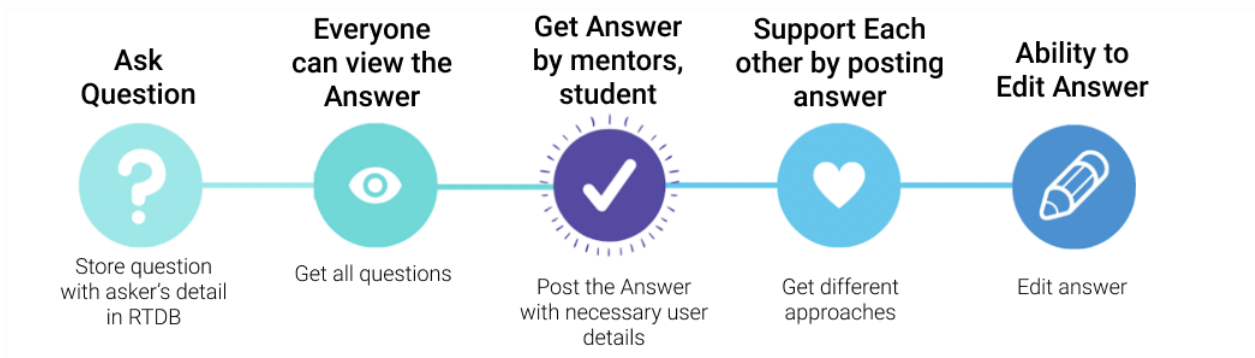 Ask
Question
Everyone
can view the
Answer
Get Answer
by mentors,
student
Support Each
other by posting
answer
Ability to
Edit Answer
Store question
with asker's detail
in RTDB
Get all questions
Post the Answer
with necessary user
details
Get different
approaches
Edit answer